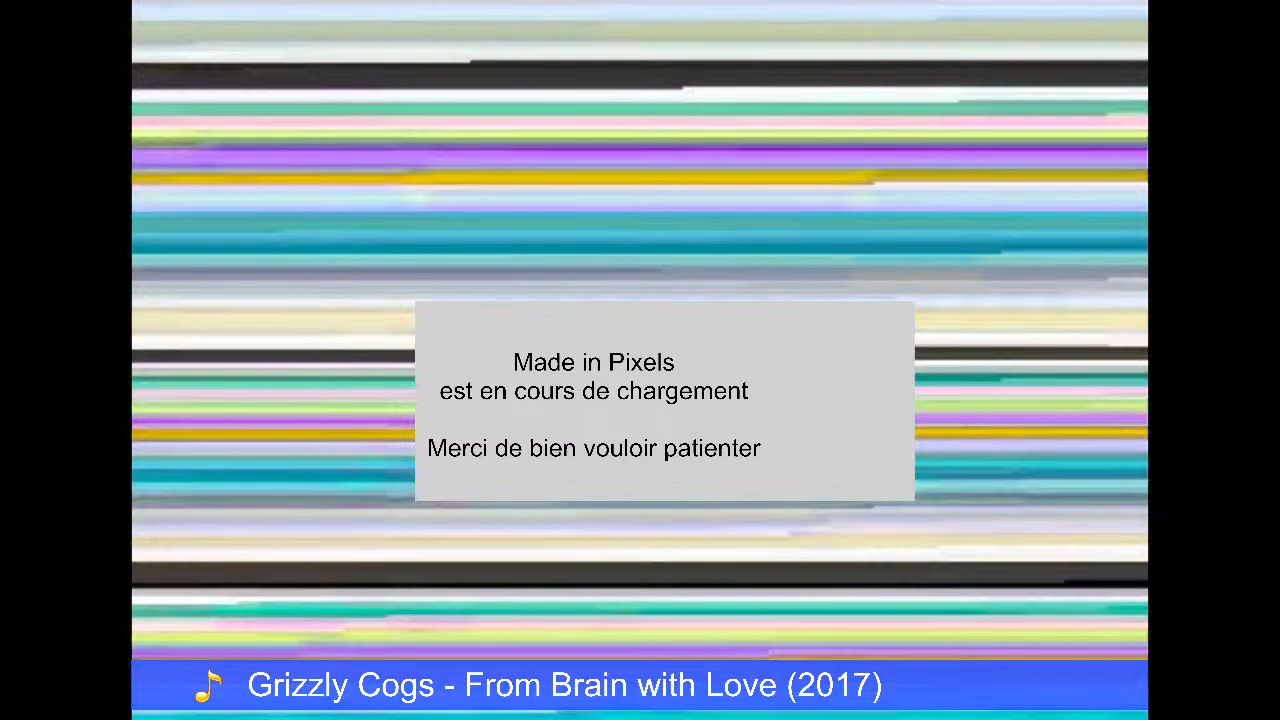 Made in Pixels
est en cours de chargement
Merci de bien vouloir patienter
Grizzly Cogs - From Brain with Love (2017)